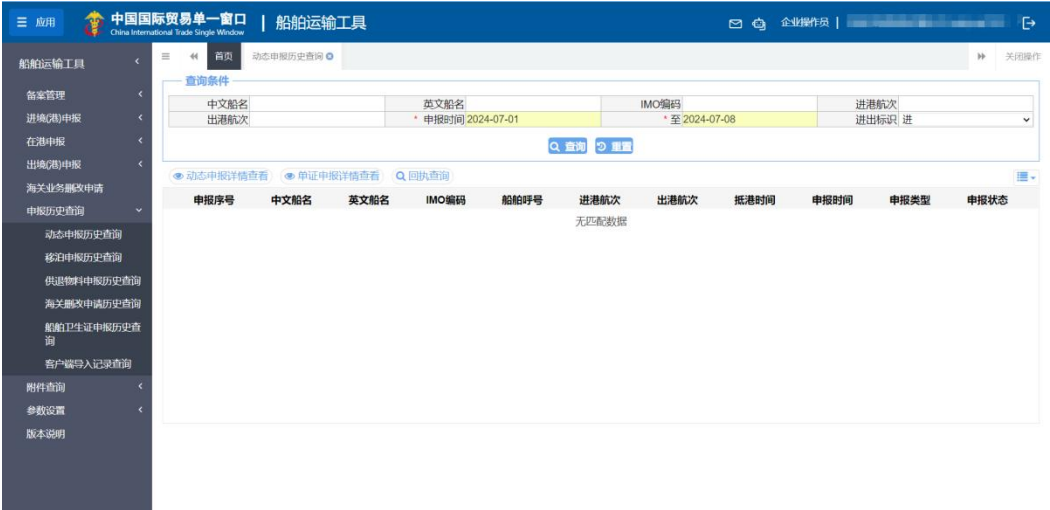 应用
中国国际贸易单一窗口 | 船舶运输工具
China International Trade Single Window
企业操作员 |
船舶运输工具
备案管理
进境(港)申报
在港申报
出境(港)申报
海关业务删改申请
申报历史查询
动态申报历史查询
移泊申报历史查询
供退物料申报历史查询
海关删改申请历史查询
船舶卫生证申报历史查
询
客户端导入记录查询
附件查询
参数设置
版本说明
首页 动态申报历史查询 关闭操作
查询条件
中文船名 英文船名 IMO编码 进港航次
出港航次 * 申报时间 2024-07-01 * 至 2024-07-08 进出标识 进
查询 重置
动态申报详情查看 单证申报详情查看 回执查询
申报序号 中文船名 英文船名 IMO编码 船舶呼号 进港航次 出港航次 抵港时间 申报时间 申报类型 申报状态
无匹配数据